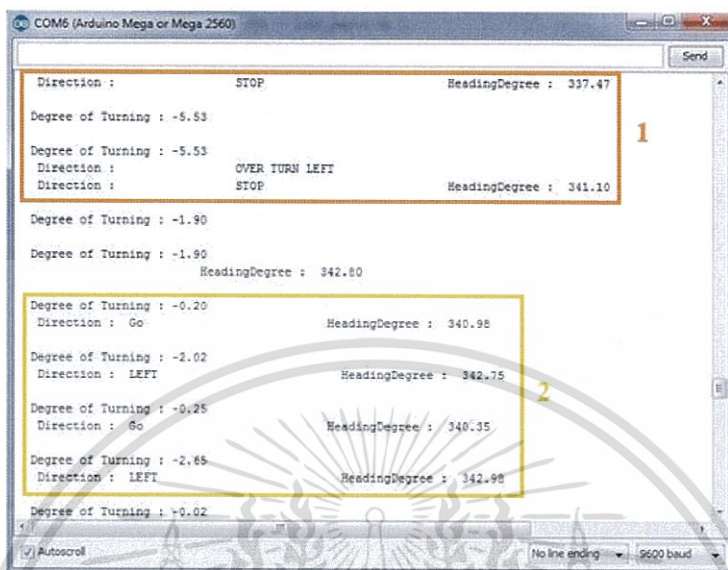 COM6 (Arduino Mega or Mega 2560)
Send
Direction : STOP HeadingDegree : 337.47
Degree of Turning : -5.53
1
Degree of Turning : -5.53
Direction : OVER TURN LEFT
Direction : STOP HeadingDegree : 341.10
Degree of Turning : -1.90
Degree of Turning : -1.90
HeadingDegree : 342.80
Degree of Turning : -0.20
Direction : Go HeadingDegree : 340.98
Degree of Turning : -2.02
Direction : LEFT HeadingDegree : 342.75
2
Degree of Turning : -0.25
Direction : Go HeadingDegree : 340.35
Degree of Turning : -2.65
Direction : LEFT HeadingDegree : 342.98
Degree of Turning : -0.02
Autoscroll No line ending 9600 baud